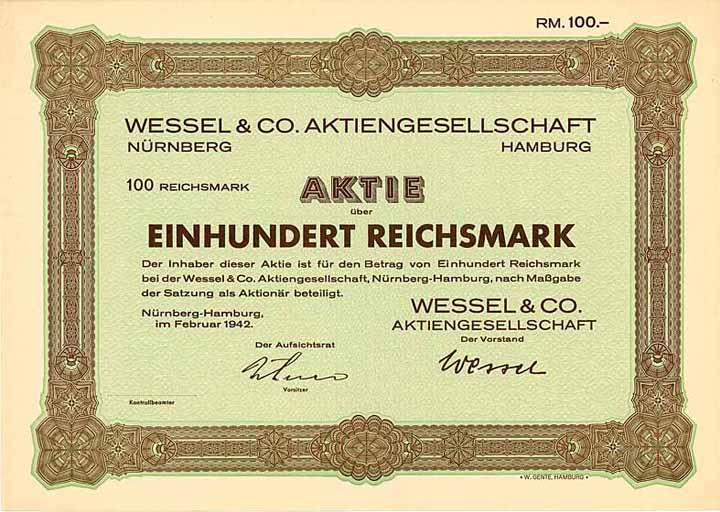 RM. 100.–
WESSEL & CO. AKTIENGESELLSCHAFT
NÜRNBERG HAMBURG
100 REICHSMARK AKTIE
über
EINHUNDERT REICHSMARK
Der Inhaber dieser Aktie ist für den Betrag von Einhundert Reichsmark
bei der Wessel & Co. Aktiengesellschaft, Nürnberg-Hamburg, nach Maßgabe
der Satzung als Aktionär beteiligt.
Nürnberg-Hamburg,
im Februar 1942.
WESSEL & CO.
AKTIENGESELLSCHAFT
Der Aufsichtsrat
Der Vorstand
Wessel
Vorsitzer
Kontrollbeamter
• W. GENTE, HAMBURG •